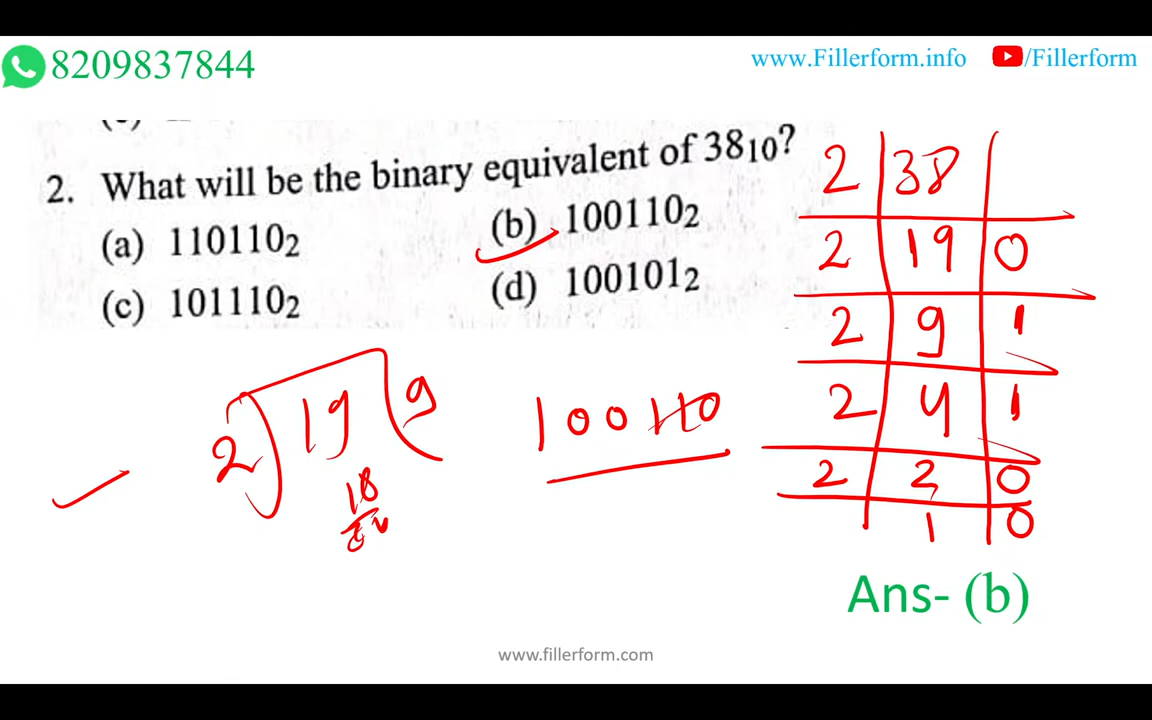 8209837844
www.Fillerform.info /Fillerform
2. What will be the binary equivalent of 3810?
(a) 1101102
(b) 1001102
(c) 1011102
(d) 1001012
2 38
2 19 0
2 9 1
2 4 1
2 2 0
1 0
2 19 9
18
100110
Ans- (b)
www.fillerform.com